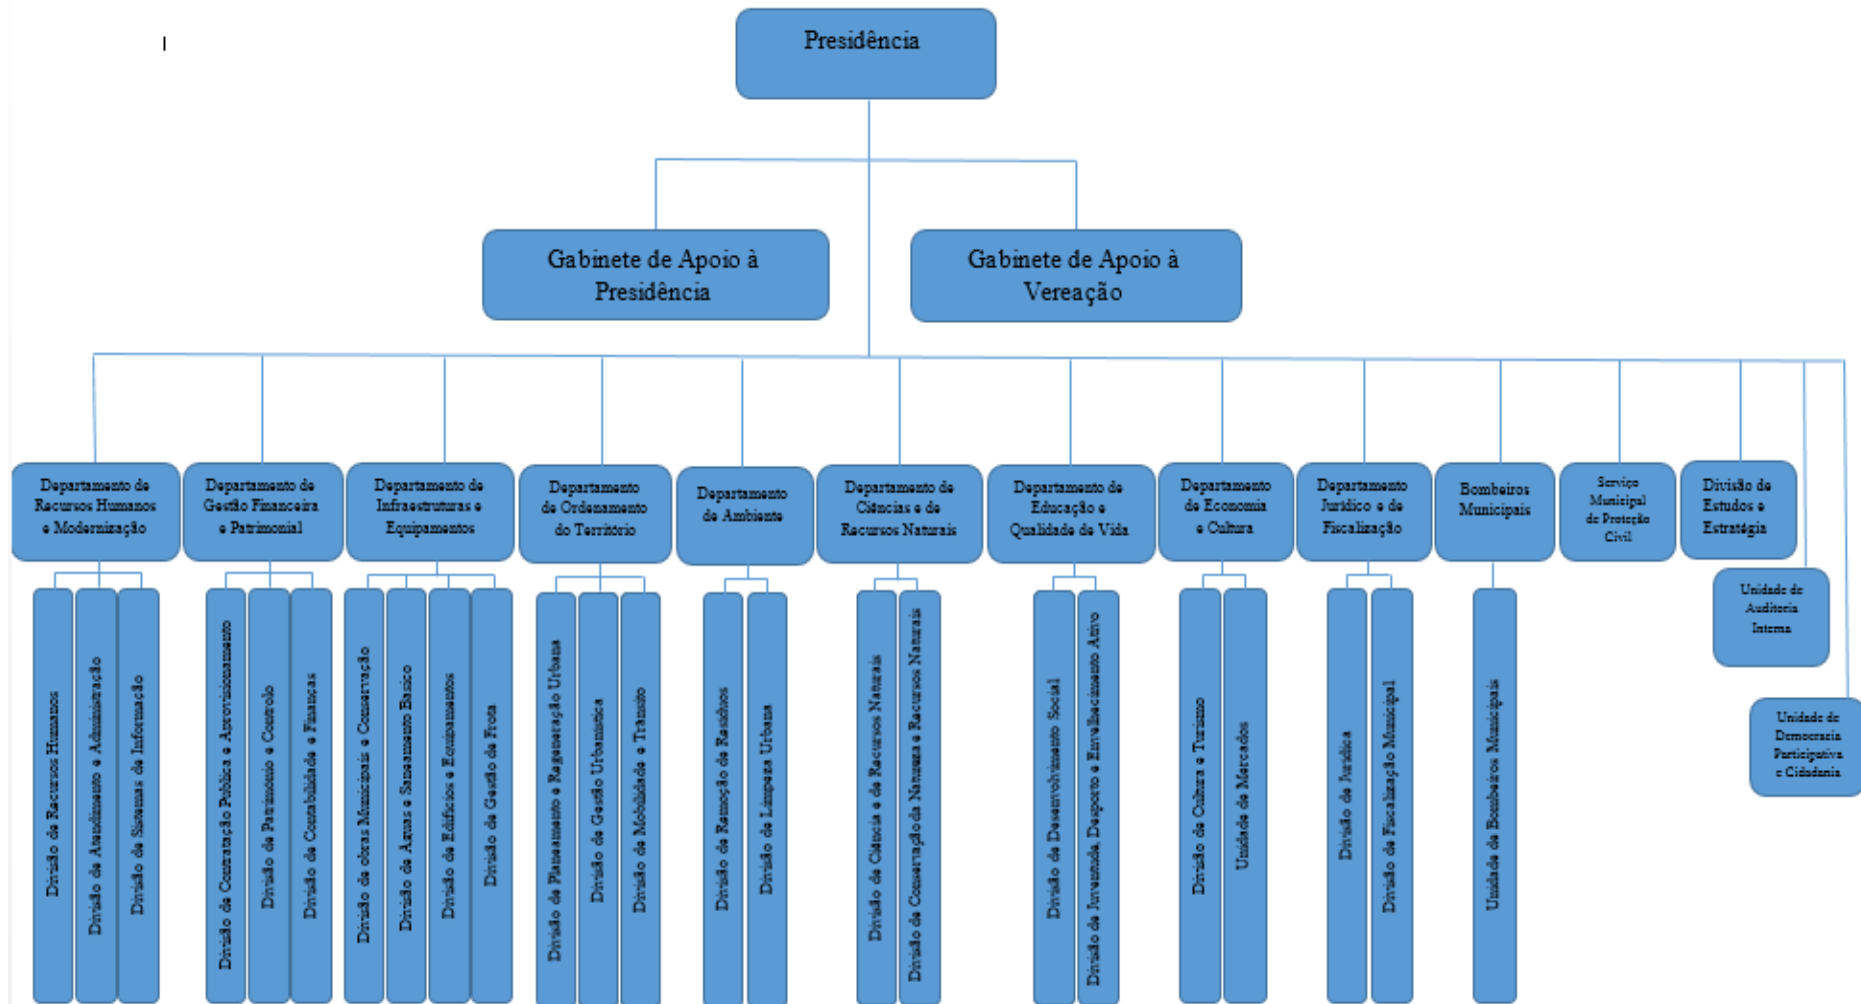 Presidência
Gabinete de Apoio à
Presidência
Gabinete de Apoio à
Vereação
Departamento de
Recursos Humanos
e Modernização
Departamento de
Gestão Financeira
e Patrimonial
Departamento de
Infraestruturas e
Equipamentos
Departamento
de Ordenamento
do Território
Departamento
de Ambiente
Departamento de
Ciências e de
Recursos Naturais
Departamento de
Educação e
Qualidade de Vida
Departamento
de Economia
e Cultura
Departamento
Jurídico e de
Fiscalização
Bombeiros
Municipais
Serviço
Municipal
de Proteção
Civil
Divisão de
Estudos e
Estratégia
Unidade de
Auditoria
Interna
Unidade de
Democracia
Participativa
e Cidadania
Divisão de Recursos Humanos
Divisão de Atendimento e Administração
Divisão de Sistemas de Informação
Divisão de Contratação Pública e Aprovisionamento
Divisão de Património e Controlo
Divisão de Contabilidade e Finanças
Divisão de obras Municipais e Conservação
Divisão de Águas e Saneamento Básico
Divisão de Edifícios e Equipamentos
Divisão de Gestão de Frota
Divisão de Planeamento e Regeneração Urbana
Divisão de Gestão Urbanística
Divisão de Mobilidade e Trânsito
Divisão de Remoção de Resíduos
Divisão de Limpeza Urbana
Divisão de Ciência e de Recursos Naturais
Divisão de Conservação da Natureza e Recursos Naturais
Divisão de Desenvolvimento Social
Divisão de Juventude, Desporto e Envelhecimento Ativo
Divisão de Cultura e Turismo
Unidade de Mercados
Divisão de Jurídica
Divisão de Fiscalização Municipal
Unidade de Bombeiros Municipais